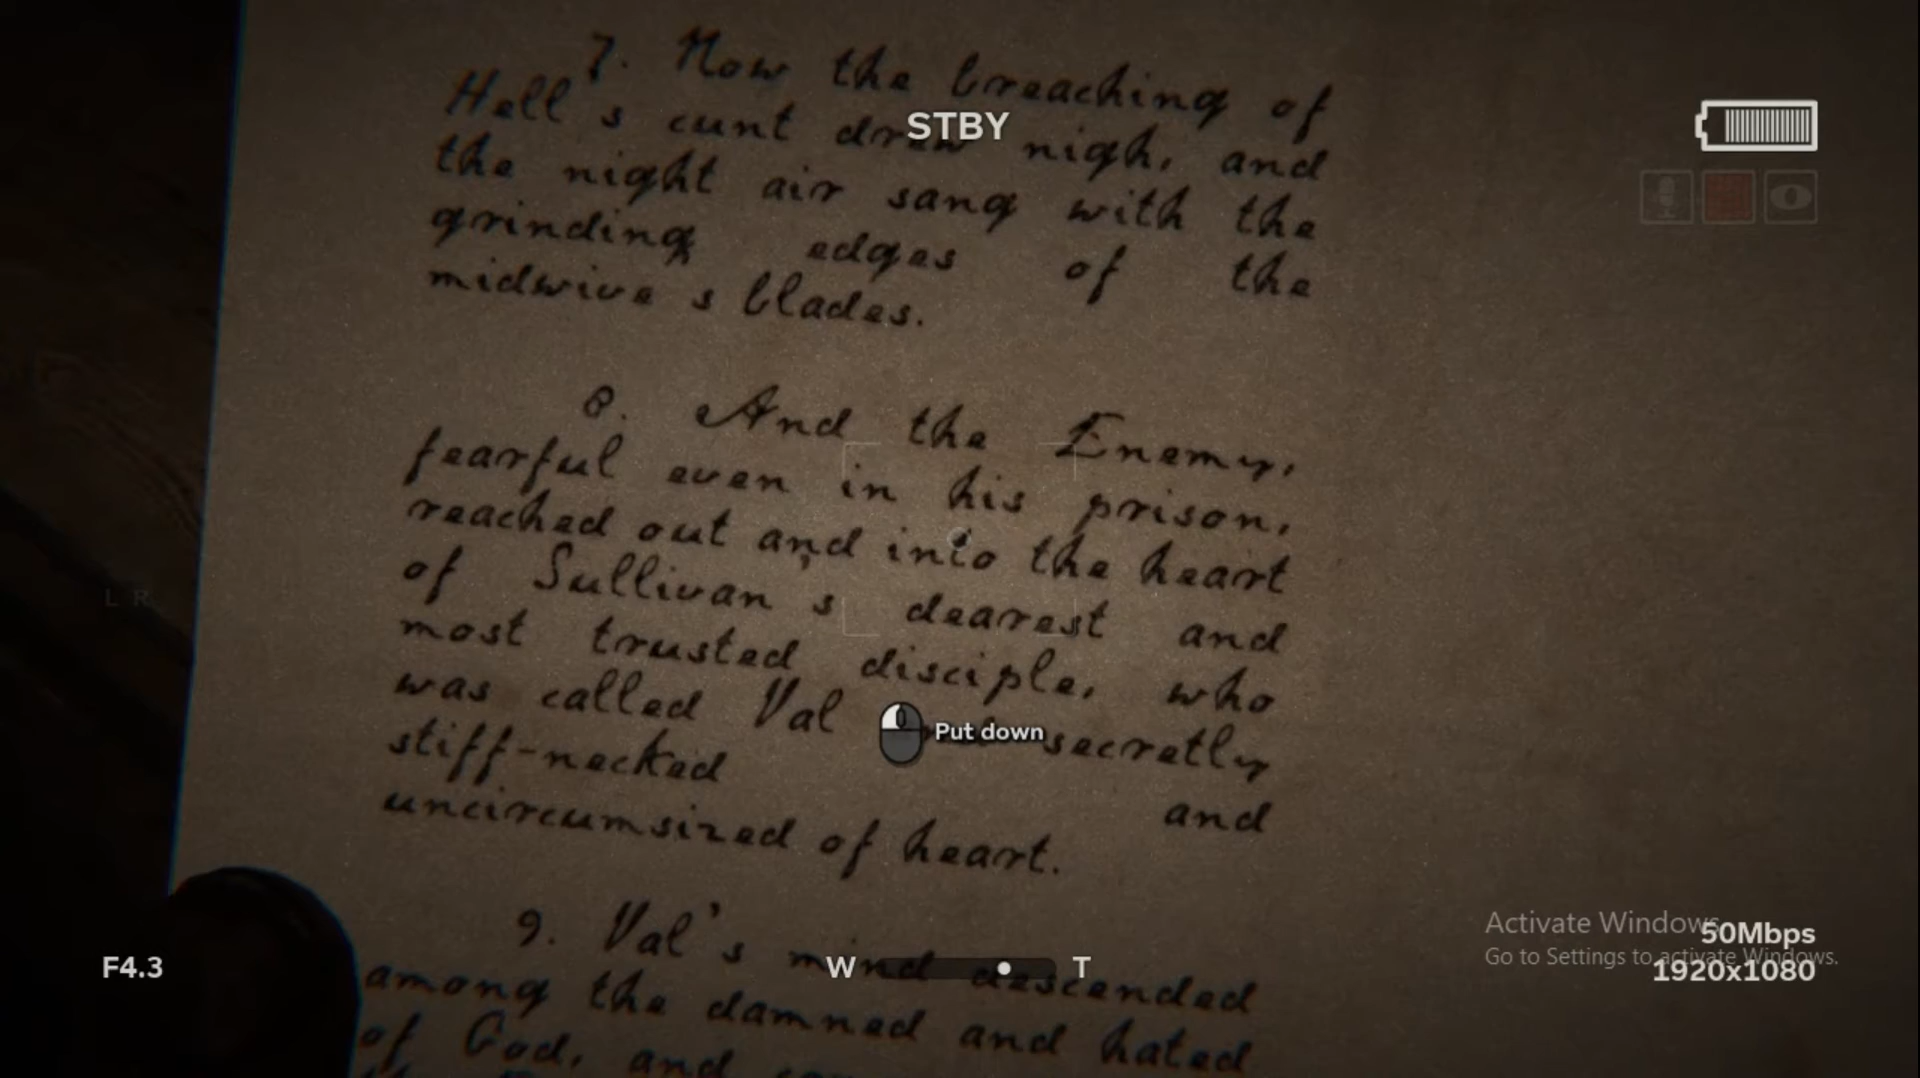 7. Now the breaching of
Hell's cunt drew nigh, and
the night air sang with the
grinding edges of the
midwive s blades.
8. And the Enemy,
fearful even in his prison,
reached out and into the heart
of Sullivan's dearest and
most trusted disciple, who
was called Val secretly
stiff-necked and
uncircumsized of heart.
9. Val's mind descended
among the damned and hated
of God, and
STBY
L R
Put down
F4.3
W T
Activate Windows
Go to Settings to activate Windows.
50Mbps
1920x1080